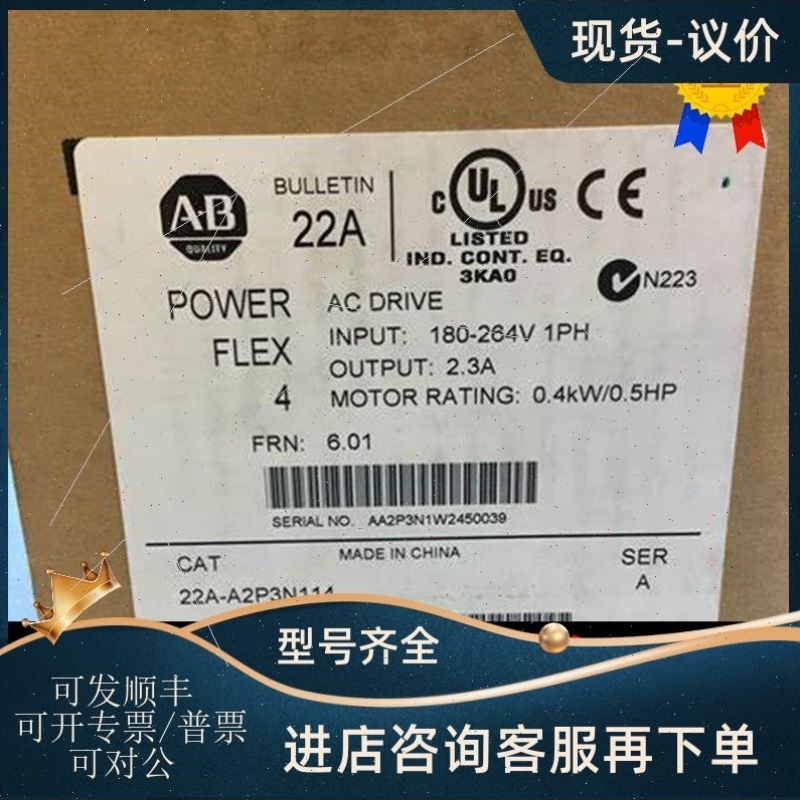 现货-议价
AB
QUALITY
BULLETIN
22A
C UL US CE
LISTED
IND. CONT. EQ.
3KA0
N223
POWER
FLEX
4
AC DRIVE
INPUT: 180-264V 1PH
OUTPUT: 2.3A
MOTOR RATING: 0.4kW/0.5HP
FRN: 6.01
SERIAL NO. AA2P3N1W2450039
MADE IN CHINA
CAT
SER
22A-A2P3N114
A
型号齐全
可发顺丰
可开专票/普票
可对公
进店咨询客服再下单